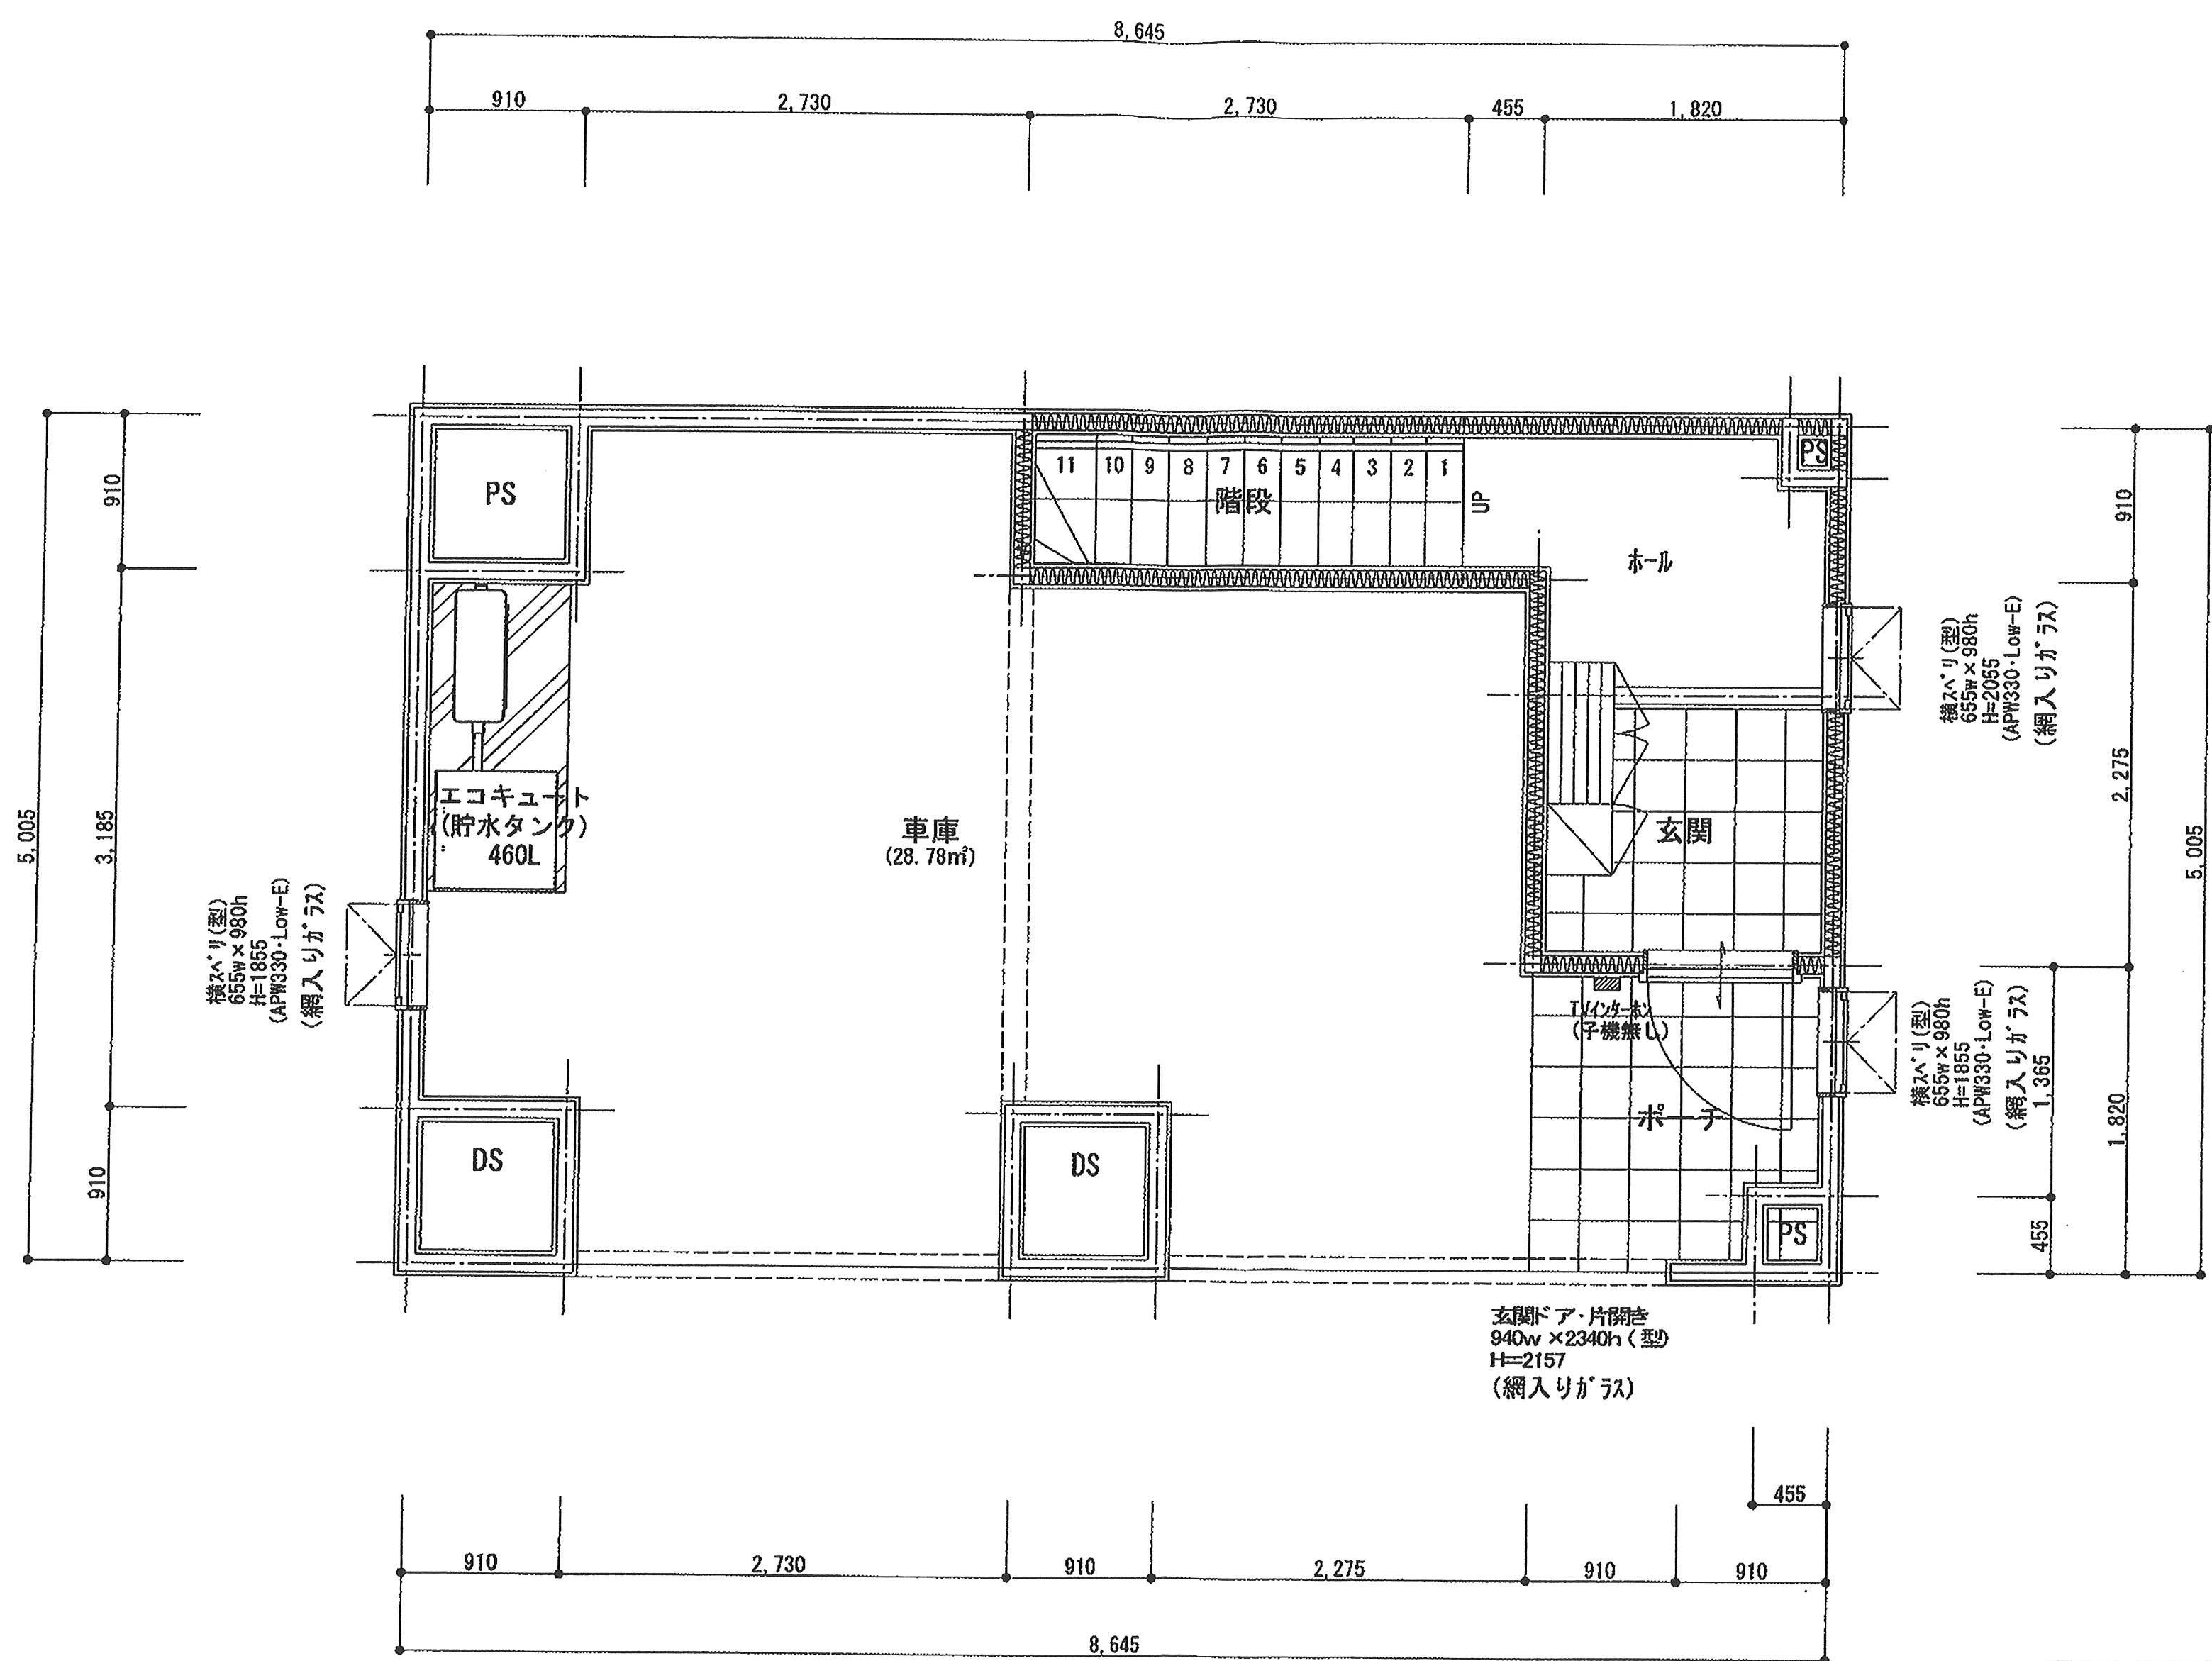 8,645
910
2,730
2,730
455
1,820
PS
11
10
9
8
7
6
5
4
3
2
1
階段
UP
PS
ホール
910
3,185
910
5,005
910
2,275
1,820
5,005
1,365
455
横ｽﾍﾞﾘ(型)
655w×980h
H=2055
(APW330･Low-E)
(網入りｶﾞﾗｽ)
エコキュート
(貯水タンク)
460L
車庫
(28.78㎡)
玄関
横ｽﾍﾞﾘ(型)
655w×980h
H=1855
(APW330･Low-E)
(網入りｶﾞﾗｽ)
TVｲﾝﾀｰﾎﾝ
(子機無し)
横ｽﾍﾞﾘ(型)
655w×980h
H=1855
(APW330･Low-E)
(網入りｶﾞﾗｽ)
ポーチ
DS
DS
PS
玄関ドア・片開き
940w×2340h(型)
H=2157
(網入りｶﾞﾗｽ)
455
910
2,730
910
2,275
910
910
8,645